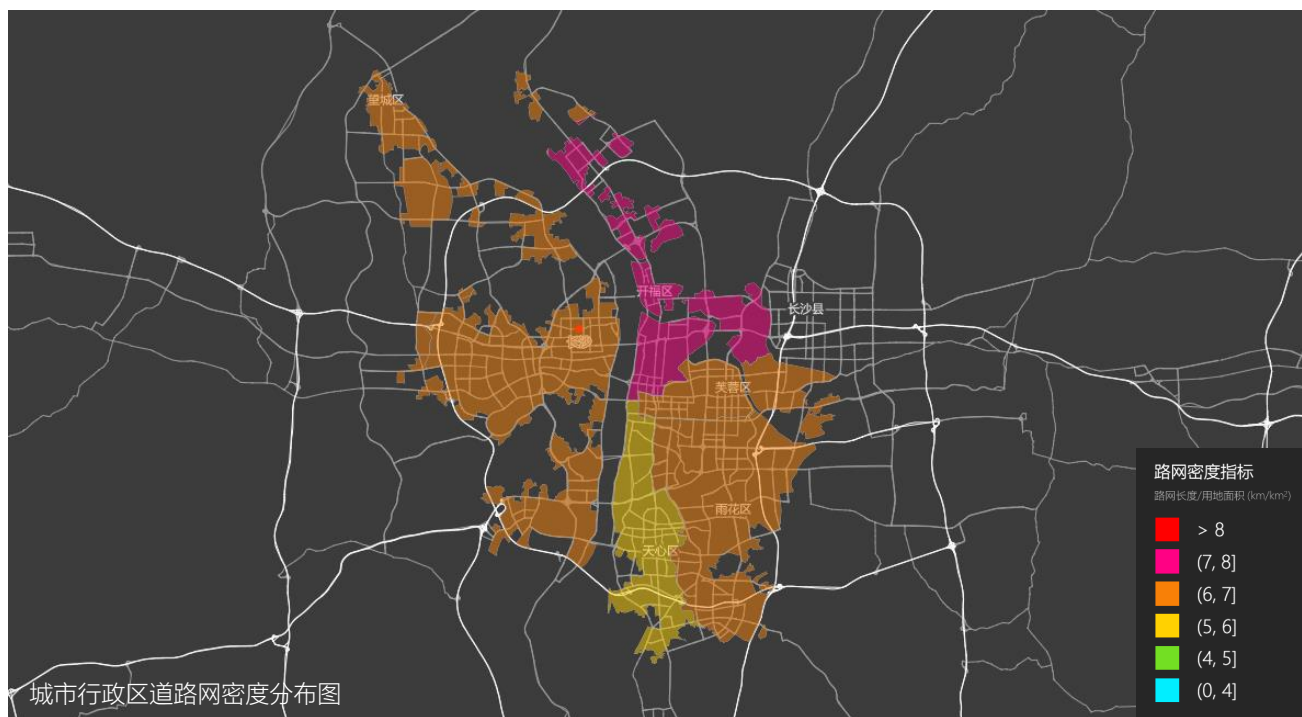 望城区
开福区
长沙县
芙蓉区
雨花区
天心区
路网密度指标
路网长度/用地面积 (km/km²)
> 8
(7, 8]
(6, 7]
(5, 6]
(4, 5]
(0, 4]
城市行政区道路网密度分布图